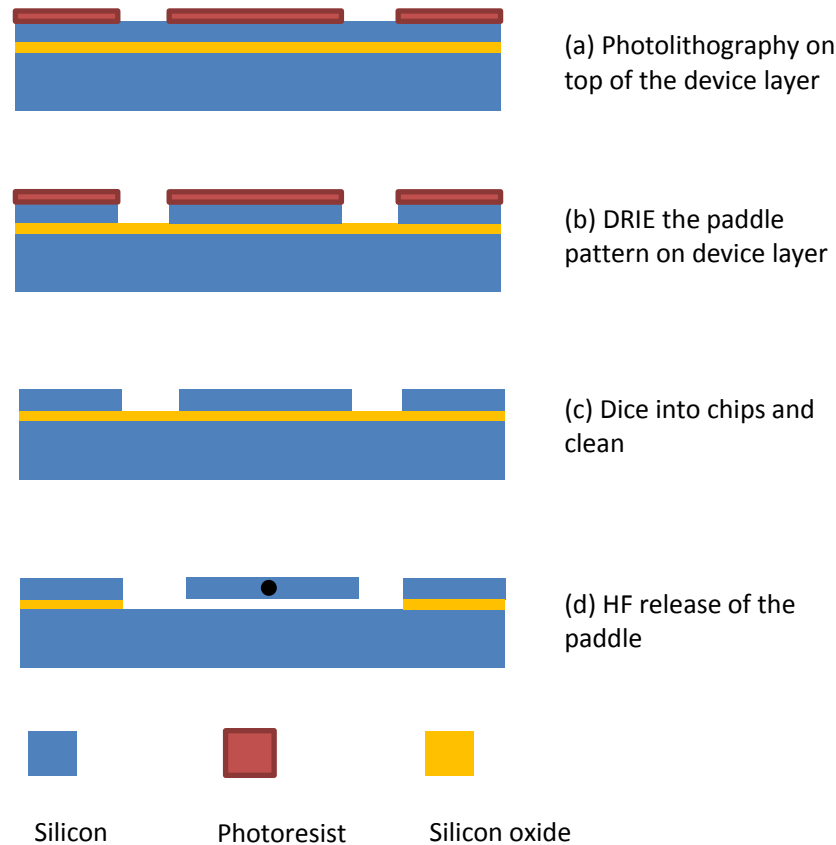 (a) Photolithography on
top of the device layer
(b) DRIE the paddle
pattern on device layer
(c) Dice into chips and
clean
(d) HF release of the
paddle
Silicon
Photoresist
Silicon oxide